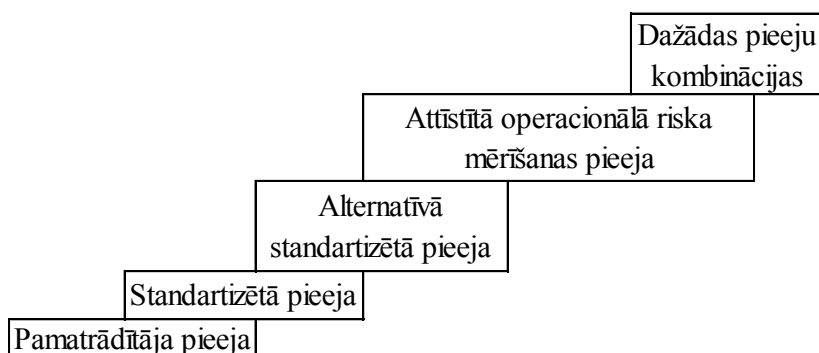 Dažādas pieeju
kombinācijas
Attīstītā operacionālā riska
mērīšanas pieeja
Alternatīvā
standartizētā pieeja
Standartizētā pieeja
Pamatrādītāja pieeja